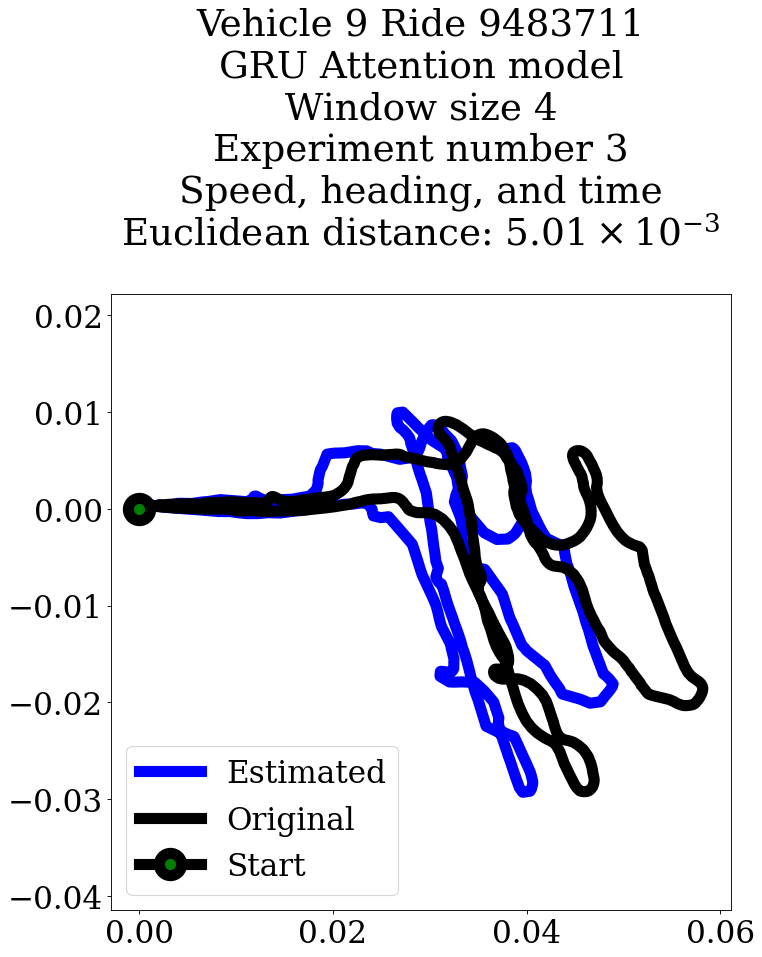 Vehicle 9 Ride 9483711
GRU Attention model
Window size 4
Experiment number 3
Speed, heading, and time
Euclidean distance: 5.01 × 10⁻³
0.02
0.01
0.00
−0.01
−0.02
−0.03
−0.04
Estimated
Original
Start
0.00 0.02 0.04 0.06